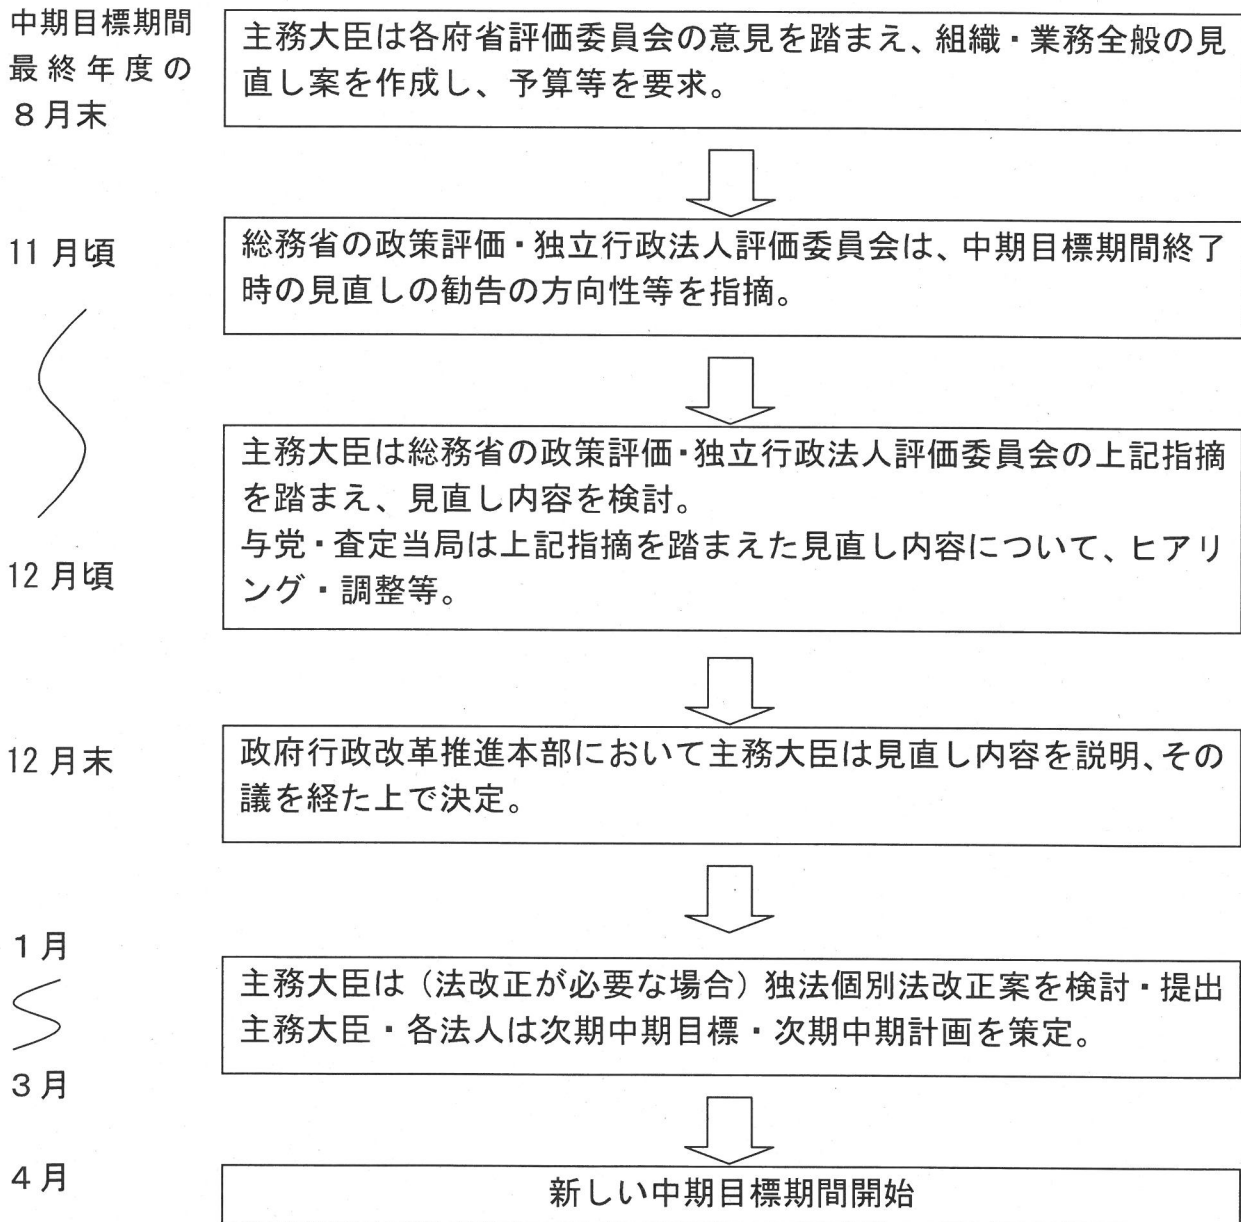 中期目標期間
最終年度の
８月末
主務大臣は各府省評価委員会の意見を踏まえ、組織・業務全般の見
直し案を作成し、予算等を要求。
11月頃
総務省の政策評価・独立行政法人評価委員会は、中期目標期間終了
時の見直しの勧告の方向性等を指摘。
主務大臣は総務省の政策評価・独立行政法人評価委員会の上記指摘
を踏まえ、見直し内容を検討。
与党・査定当局は上記指摘を踏まえた見直し内容について、ヒアリ
ング・調整等。
12月頃
12月末
政府行政改革推進本部において主務大臣は見直し内容を説明、その
議を経た上で決定。
１月
主務大臣は（法改正が必要な場合）独法個別法改正案を検討・提出
主務大臣・各法人は次期中期目標・次期中期計画を策定。
３月
４月
新しい中期目標期間開始